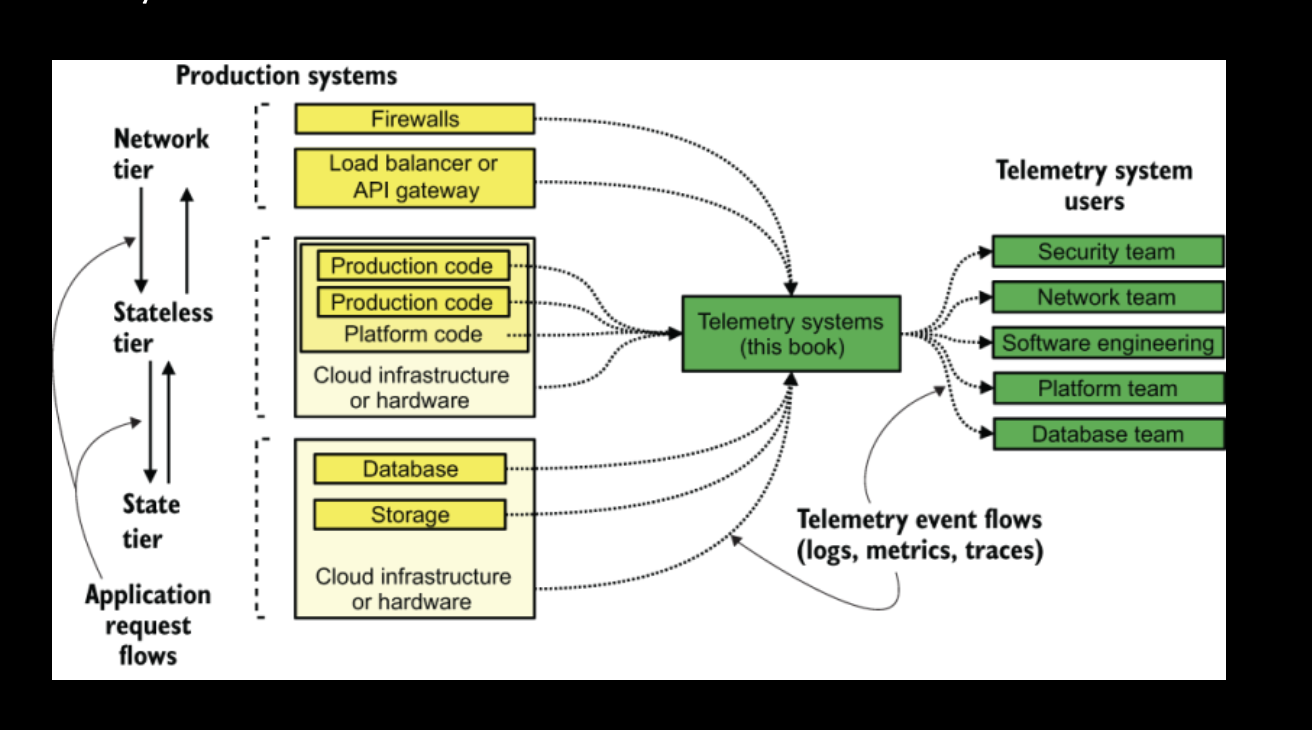 Production systems
Network
tier
Stateless
tier
State
tier
Application
request
flows
Firewalls
Load balancer or
API gateway
Production code
Production code
Platform code
Cloud infrastructure
or hardware
Database
Storage
Cloud infrastructure
or hardware
Telemetry systems
(this book)
Telemetry event flows
(logs, metrics, traces)
Telemetry system
users
Security team
Network team
Software engineering
Platform team
Database team